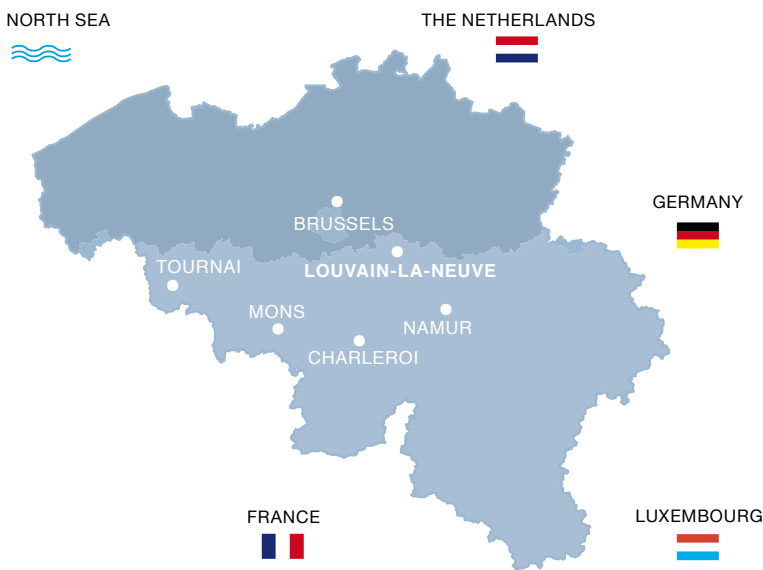 NORTH SEA
THE NETHERLANDS
GERMANY
BRUSSELS
TOURNAI
LOUVAIN-LA-NEUVE
MONS
NAMUR
CHARLEROI
FRANCE
LUXEMBOURG